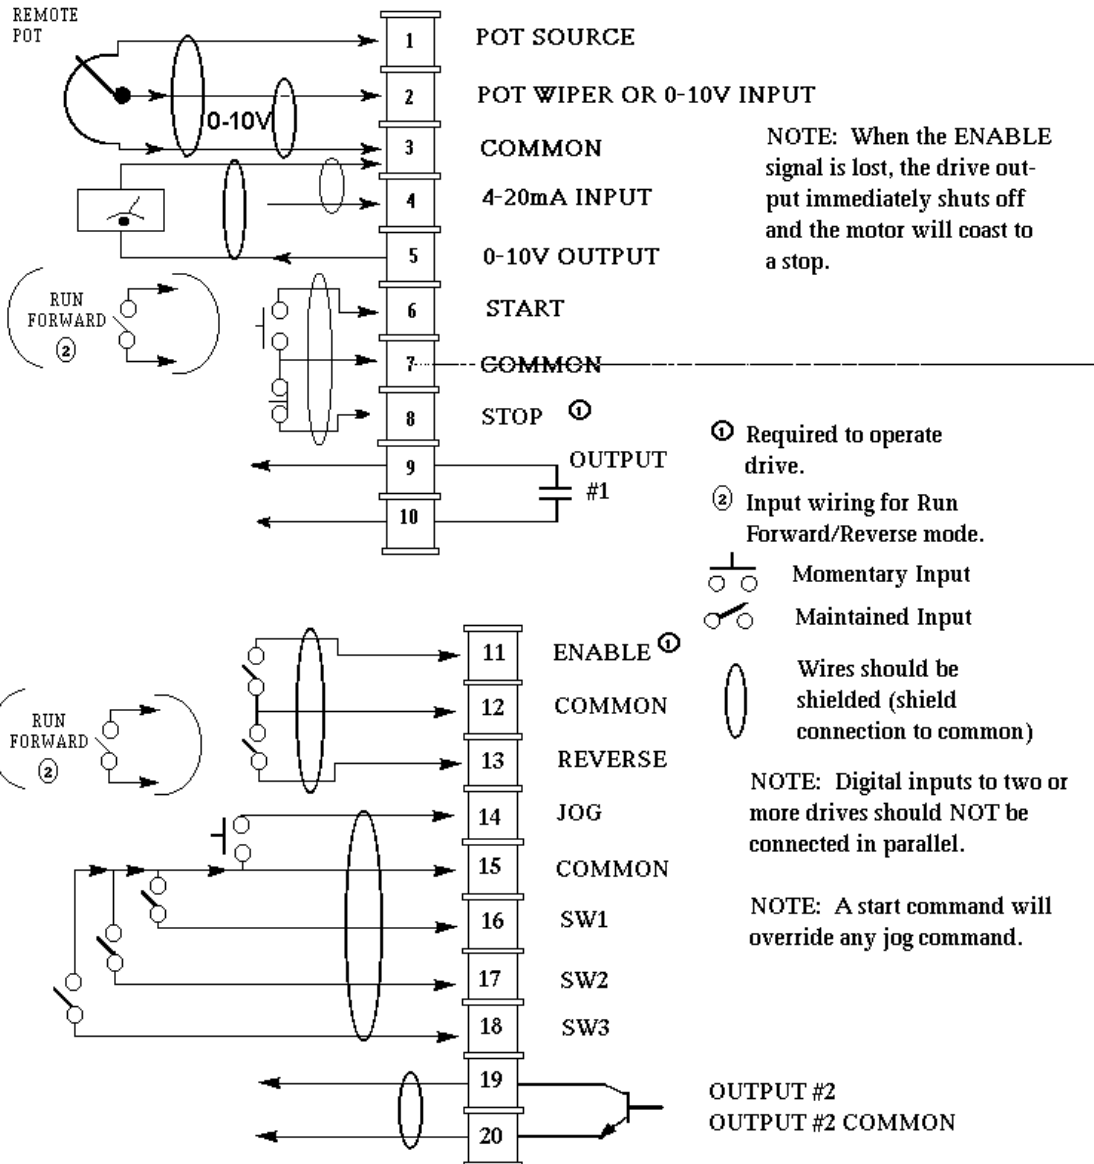 REMOTE
POT
1 POT SOURCE
2 POT WIPER OR 0-10V INPUT
0-10V
3 COMMON
4 4-20mA INPUT
5 0-10V OUTPUT
NOTE: When the ENABLE
signal is lost, the drive out-
put immediately shuts off
and the motor will coast to
a stop.
RUN
FORWARD
2
6 START
7 COMMON
8 STOP 1
9 OUTPUT
#1
10
1 Required to operate
drive.
2 Input wiring for Run
Forward/Reverse mode.
Momentary Input
Maintained Input
Wires should be
shielded (shield
connection to common)
11 ENABLE 1
12 COMMON
13 REVERSE
RUN
FORWARD
2
14 JOG
15 COMMON
16 SW1
17 SW2
18 SW3
NOTE: Digital inputs to two or
more drives should NOT be
connected in parallel.
NOTE: A start command will
override any jog command.
19 OUTPUT #2
20 OUTPUT #2 COMMON